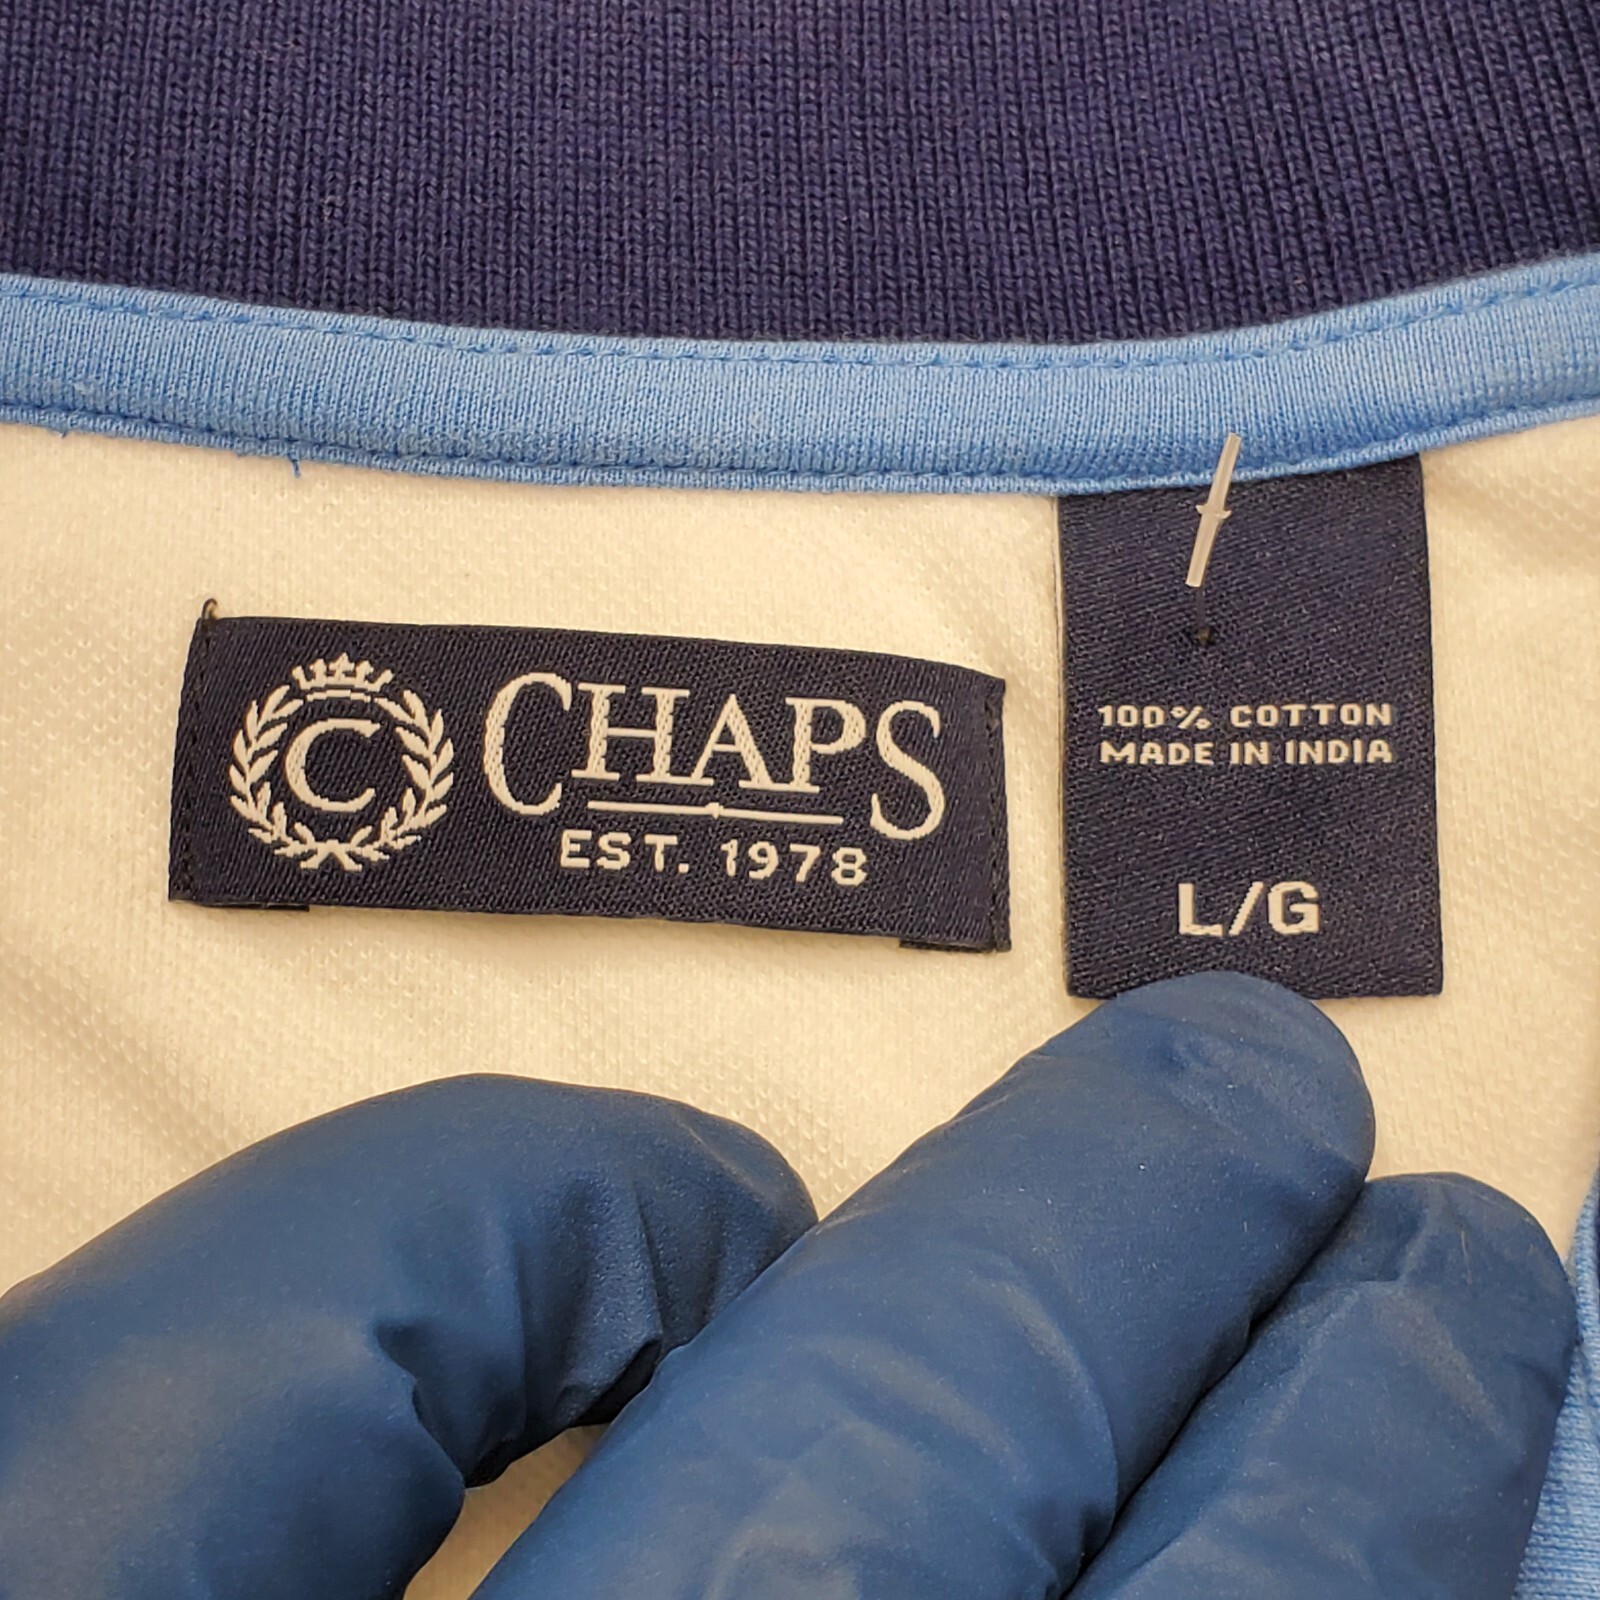 C
CHAPS
EST. 1978
100% COTTON
MADE IN INDIA
L/G